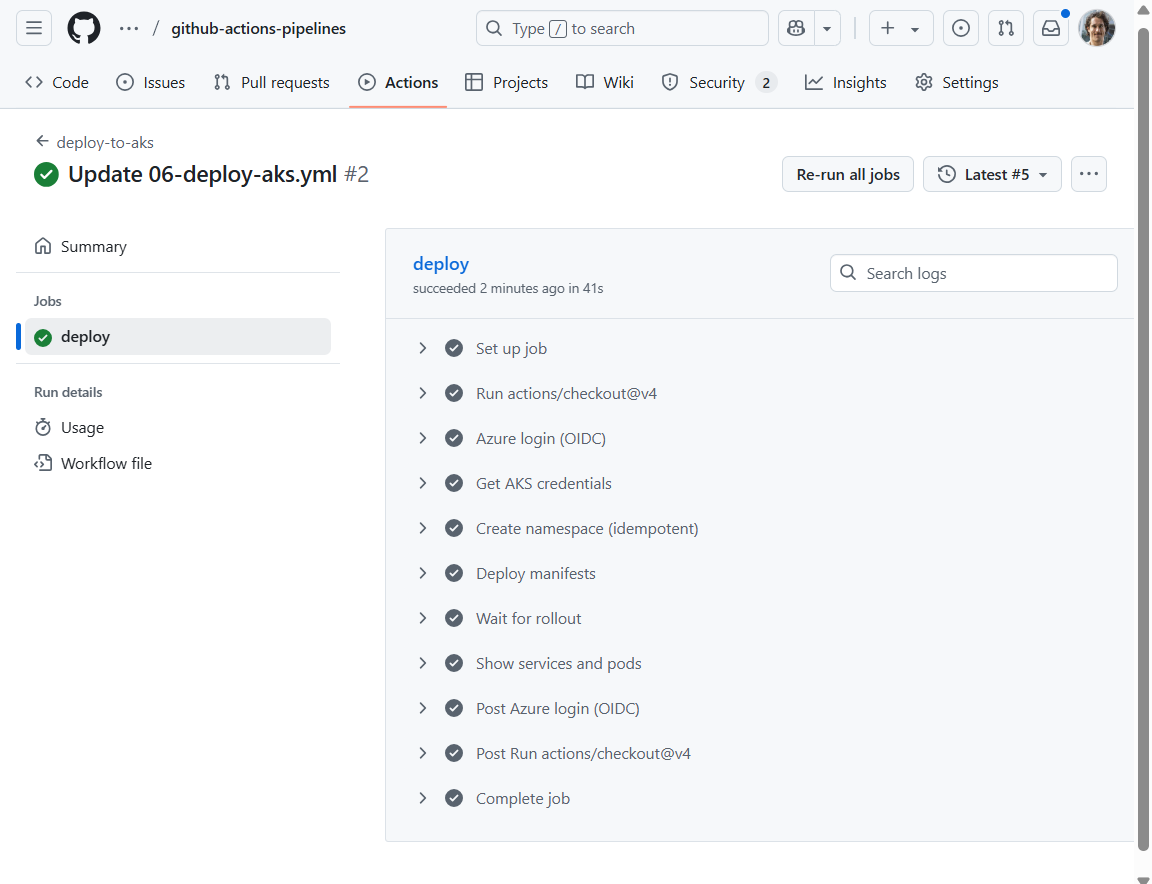 ... / github-actions-pipelines
Type / to search
Code
Issues
Pull requests
Actions
Projects
Wiki
Security 2
Insights
Settings
deploy-to-aks
Update 06-deploy-aks.yml #2
Re-run all jobs
Latest #5
...
Summary
Jobs
deploy
Run details
Usage
Workflow file
deploy
succeeded 2 minutes ago in 41s
Search logs
Set up job
Run actions/checkout@v4
Azure login (OIDC)
Get AKS credentials
Create namespace (idempotent)
Deploy manifests
Wait for rollout
Show services and pods
Post Azure login (OIDC)
Post Run actions/checkout@v4
Complete job